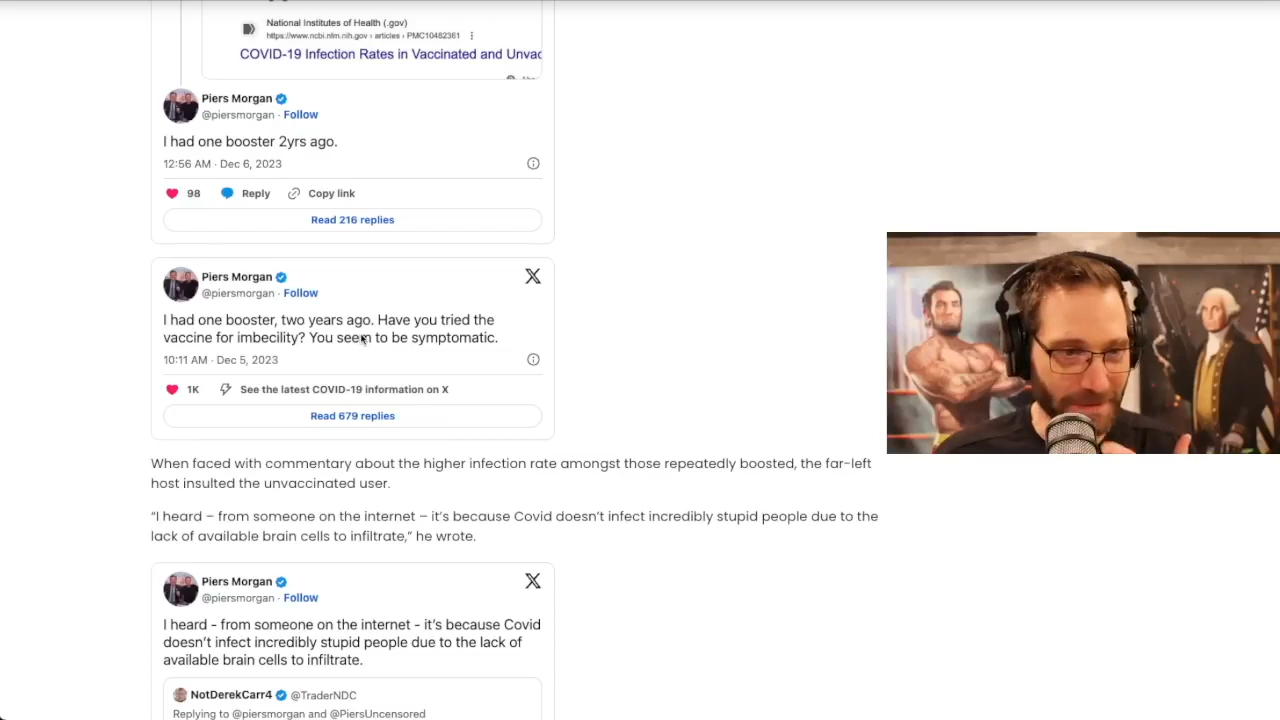 National Institutes of Health (.gov)
https://www.ncbi.nlm.nih.gov › articles › PMC10482361
COVID-19 Infection Rates in Vaccinated and Unvac
Piers Morgan
@piersmorgan · Follow
I had one booster 2yrs ago.
12:56 AM · Dec 6, 2023
98 Reply Copy link
Read 216 replies
Piers Morgan
@piersmorgan · Follow
I had one booster, two years ago. Have you tried the
vaccine for imbecility? You seem to be symptomatic.
10:11 AM · Dec 5, 2023
1K See the latest COVID-19 information on X
Read 679 replies
When faced with commentary about the higher infection rate amongst those repeatedly boosted, the far-left
host insulted the unvaccinated user.
“I heard – from someone on the internet – it’s because Covid doesn’t infect incredibly stupid people due to the
lack of available brain cells to infiltrate,” he wrote.
Piers Morgan
@piersmorgan · Follow
I heard - from someone on the internet - it’s because Covid
doesn’t infect incredibly stupid people due to the lack of
available brain cells to infiltrate.
NotDerekCarr4 @TraderNDC
Replying to @piersmorgan and @PiersUncensored